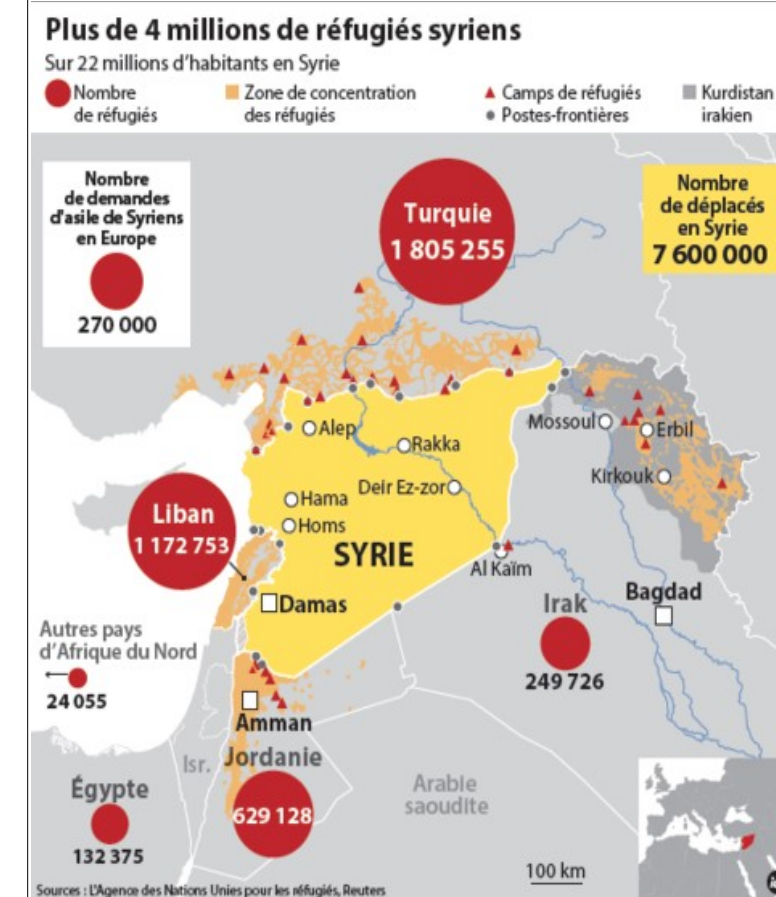 Plus de 4 millions de réfugiés syriens
Sur 22 millions d'habitants en Syrie
Nombre
de réfugiés
Zone de concentration
des réfugiés
Camps de réfugiés
Postes-frontières
Kurdistan
irakien
Nombre
de demandes
d'asile de Syriens
en Europe
270 000
Turquie
1 805 255
Nombre
de déplacés
en Syrie
7 600 000
Alep
Rakka
Mossoul
Erbil
Kirkouk
Deir Ez-zor
Hama
Homs
Liban
1 172 753
SYRIE
Al Kaïm
Damas
Irak
249 726
Bagdad
Autres pays
d'Afrique du Nord
24 055
Amman
Isr.
Jordanie
629 128
Arabie
saoudite
Égypte
132 375
100 km
Sources : L'Agence des Nations Unies pour les réfugiés, Reuters